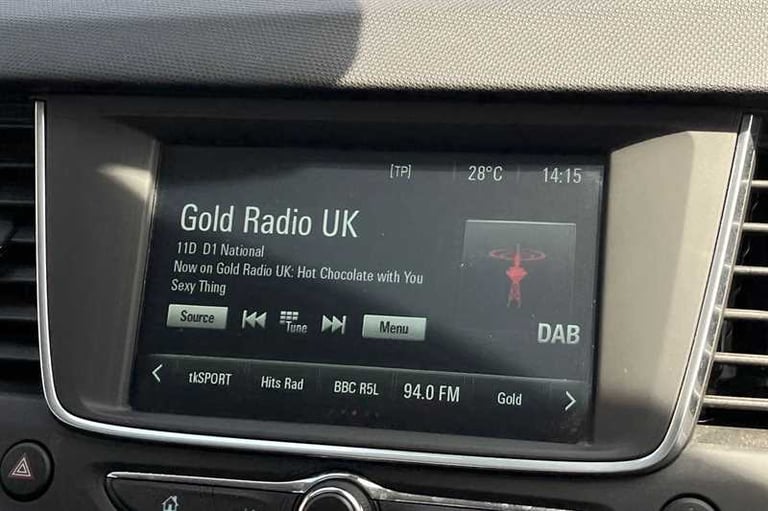 [TP] 28°C 14:15
Gold Radio UK
11D D1 National
Now on Gold Radio UK: Hot Chocolate with You
Sexy Thing
Source Tune Menu
DAB
tkSPORT Hits Rad BBC R5L 94.0 FM Gold